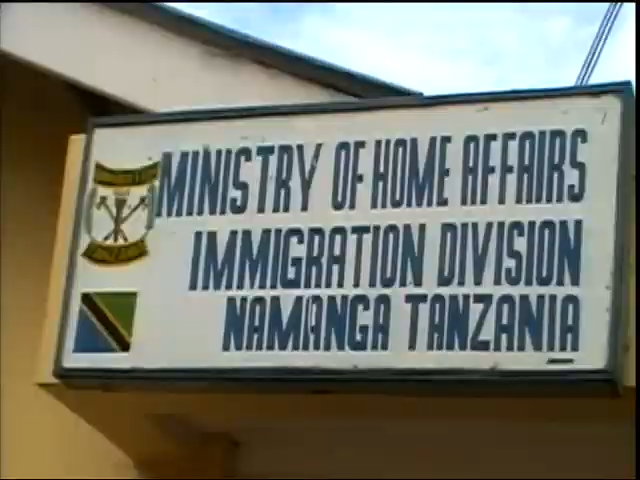 MINISTRY OF HOME AFFAIRS
IMMIGRATION DIVISION
NAMANGA TANZANIA